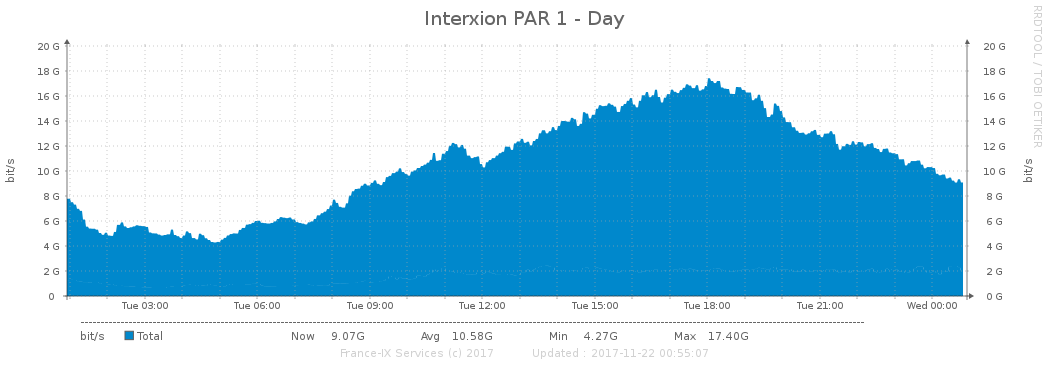 Interxion PAR 1 - Day
RRDTOOL / TOBI OETIKER
bit/s
bit/s
20 G 20 G
18 G 18 G
16 G 16 G
14 G 14 G
12 G 12 G
10 G 10 G
8 G 8 G
6 G 6 G
4 G 4 G
2 G 2 G
0 0 G
Tue 03:00 Tue 06:00 Tue 09:00 Tue 12:00 Tue 15:00 Tue 18:00 Tue 21:00 Wed 00:00
bit/s Total Now 9.07G Avg 10.58G Min 4.27G Max 17.40G
France-IX Services (c) 2017 Updated : 2017-11-22 00:55:07